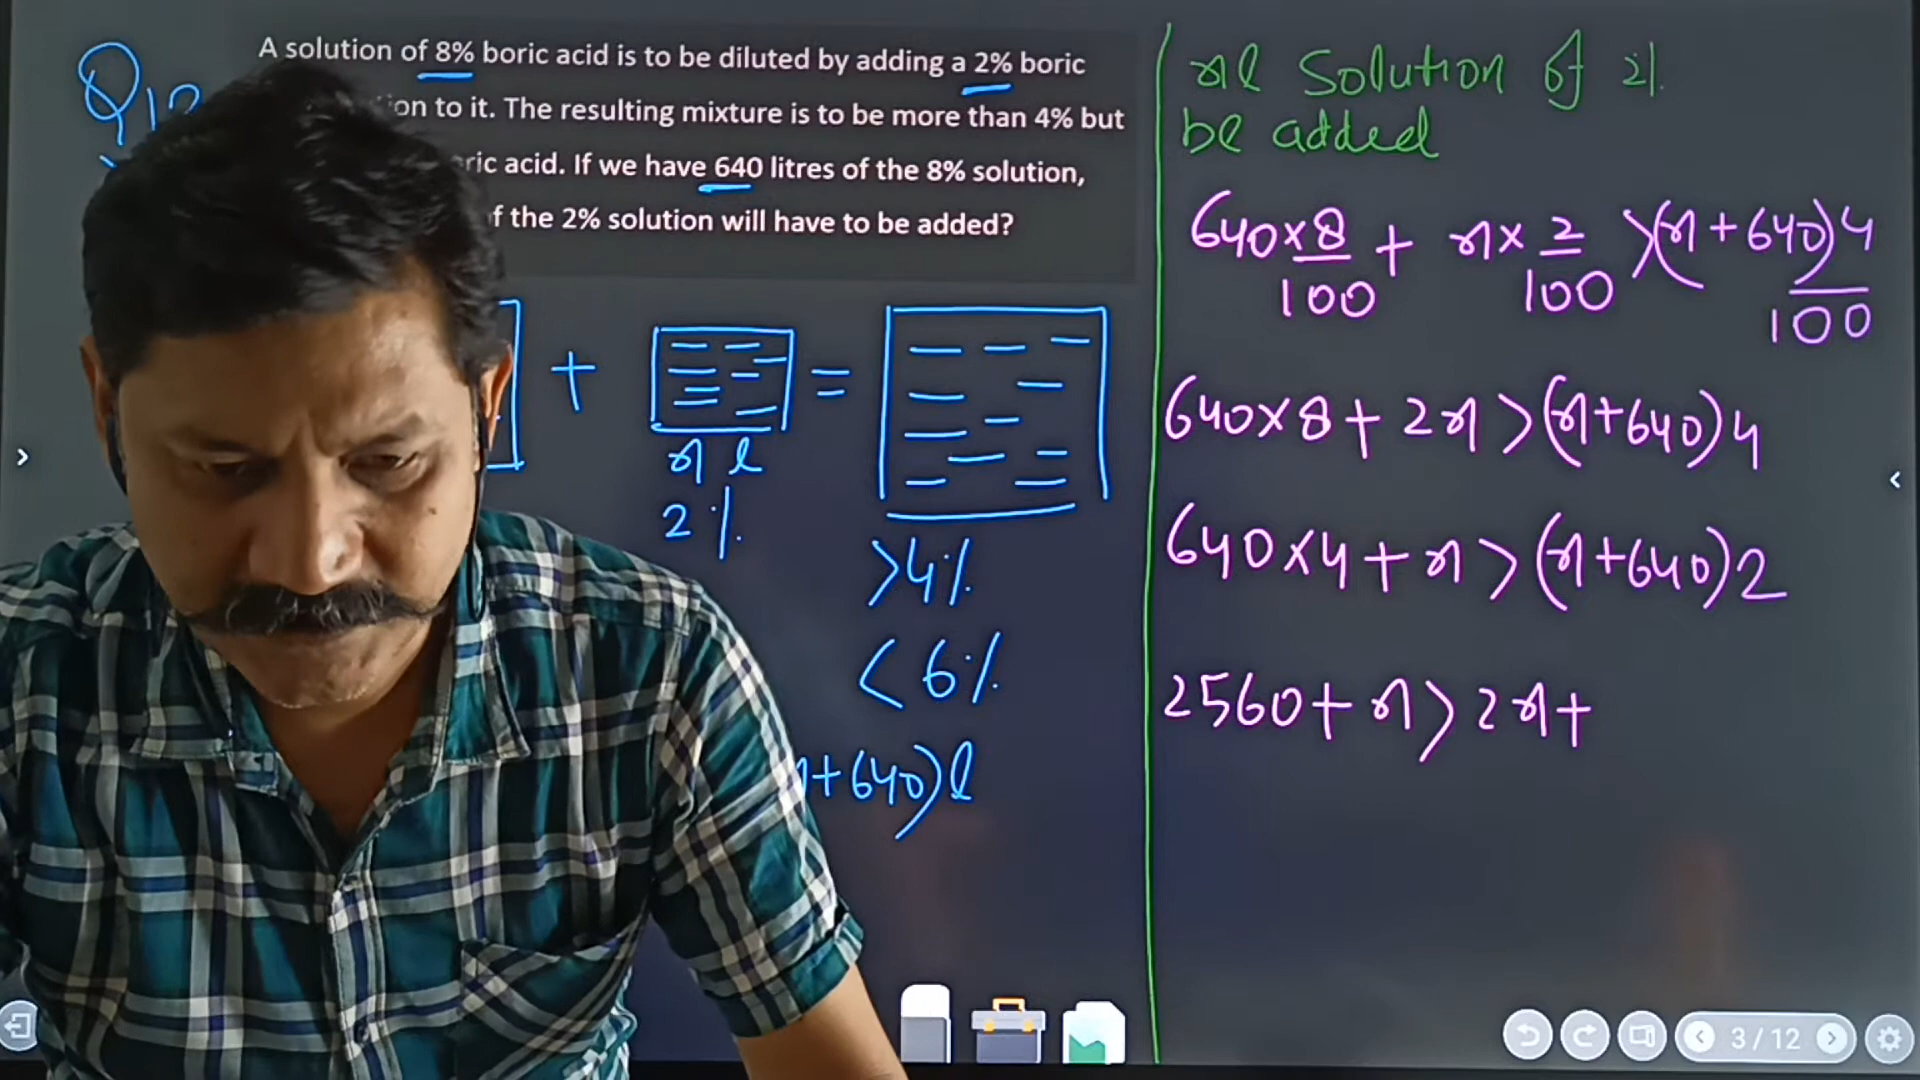 Q12
A solution of 8% boric acid is to be diluted by adding a 2% boric
to it. The resulting mixture is to be more than 4% but
acid. If we have 640 litres of the 8% solution,
the 2% solution will have to be added?
+ = 
x l
2%
>4%
<6%
+640)l
x l Solution of 2%
be added
640×8/100 + x×2/100 >(x+640)4/100
640×8+2x>(x+640)4
640×4+x>(x+640)2
2560+x>2x+
3/12